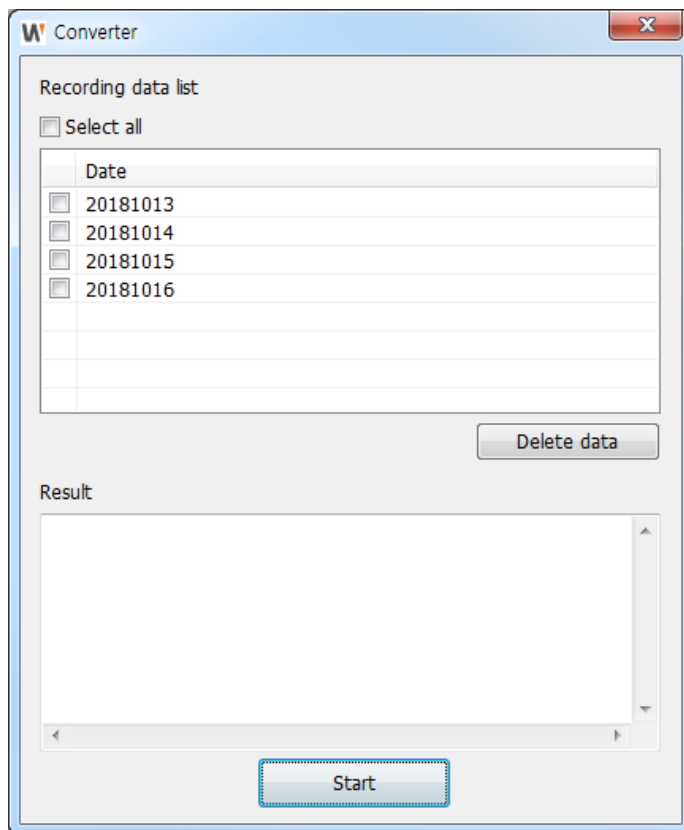 Converter
Recording data list
Select all
Date
20181013
20181014
20181015
20181016
Delete data
Result
Start